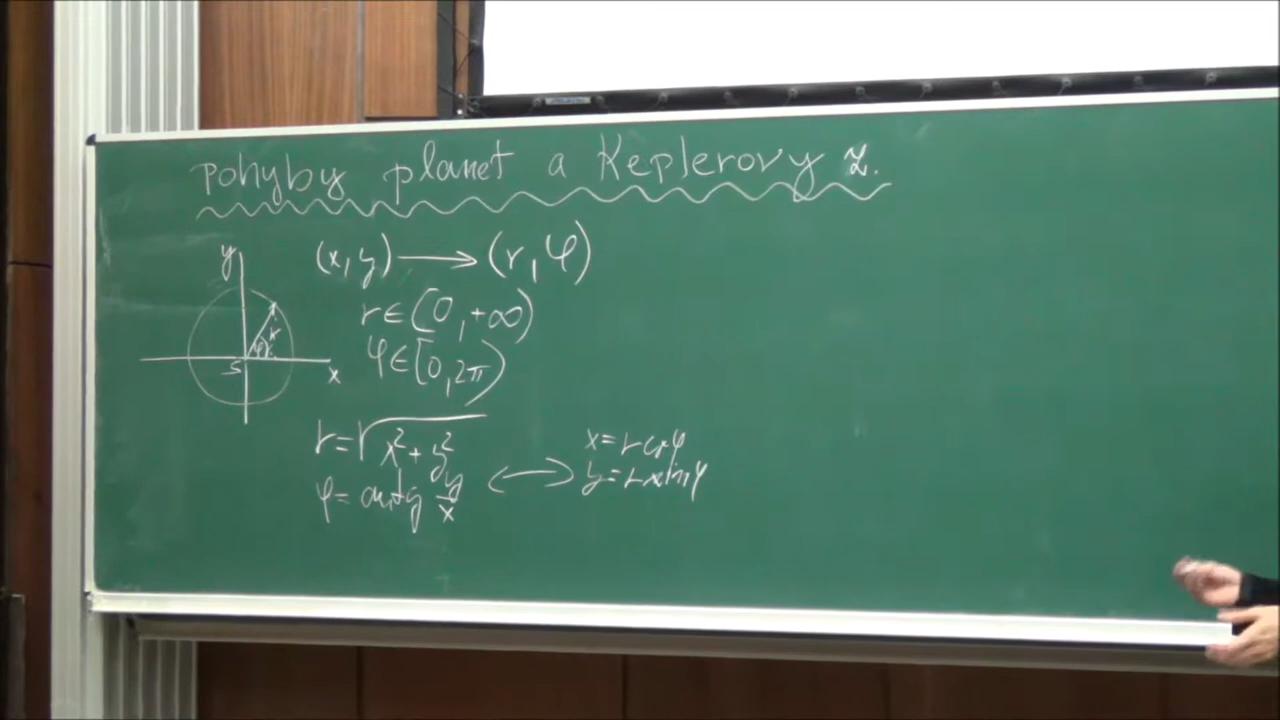 pohyby planet a Keplerovy z.
y
(x, y) → (r, φ)
r ∈ [0, +∞)
φ ∈ [0, 2π)
r
φ
S
x
r = √x² + y²
φ = arctg y/x
↔
x = r cos φ
y = r sin φ